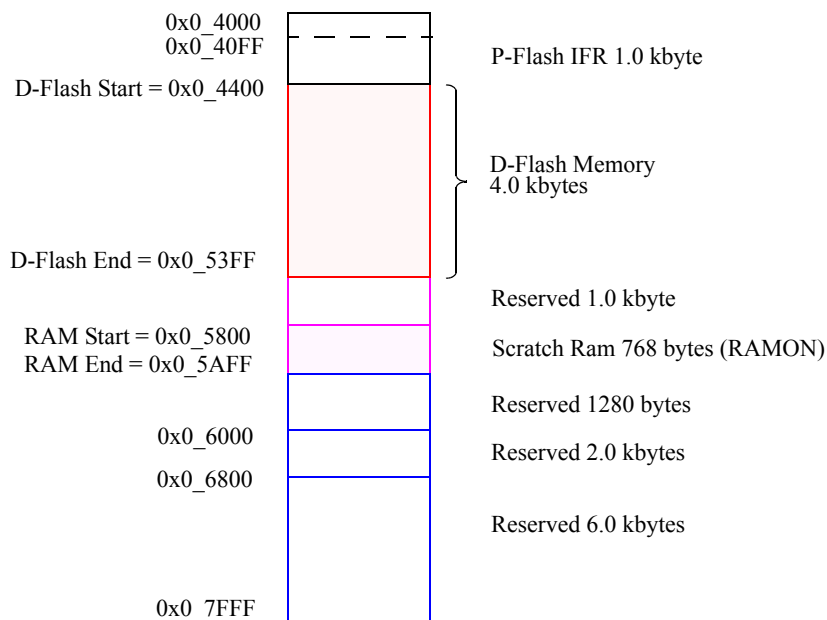 0x0_4000
0x0_40FF
P-Flash IFR 1.0 kbyte
D-Flash Start = 0x0_4400
D-Flash Memory
4.0 kbytes
D-Flash End = 0x0_53FF
Reserved 1.0 kbyte
RAM Start = 0x0_5800
Scratch Ram 768 bytes (RAMON)
RAM End = 0x0_5AFF
Reserved 1280 bytes
0x0_6000
Reserved 2.0 kbytes
0x0_6800
Reserved 6.0 kbytes
0x0_7FFF